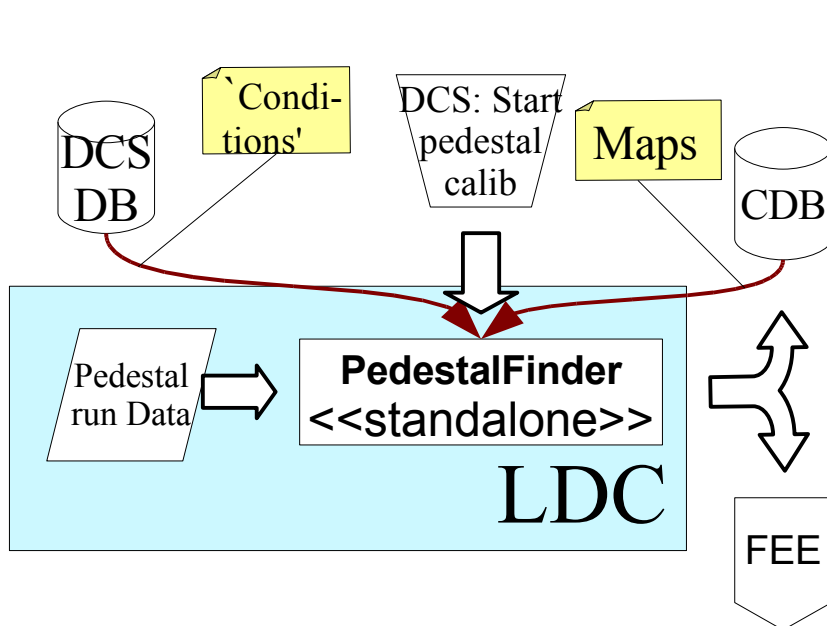 `Condi-
tions'
DCS: Start
pedestal
calib
Maps
DCS
DB
CDB
Pedestal
run Data
PedestalFinder
<<standalone>>
LDC
FEE